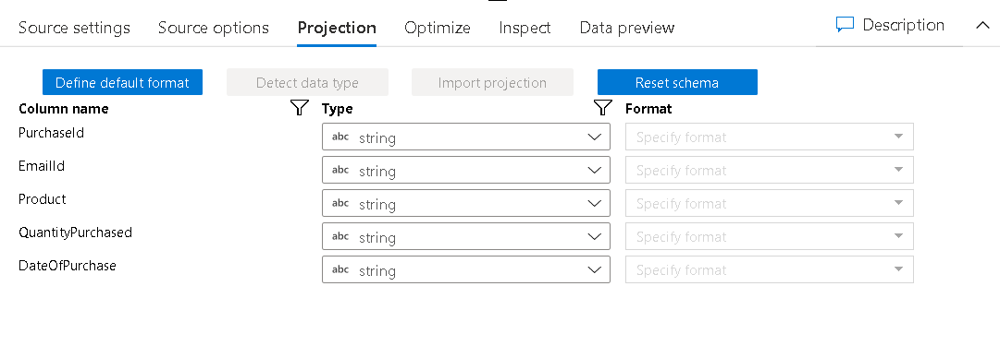 Source settings Source options Projection Optimize Inspect Data preview Description
Define default format Detect data type Import projection Reset schema
Column name Type Format
PurchaseId abc string Specify format
EmailId abc string Specify format
Product abc string Specify format
QuantityPurchased abc string Specify format
DateOfPurchase abc string Specify format